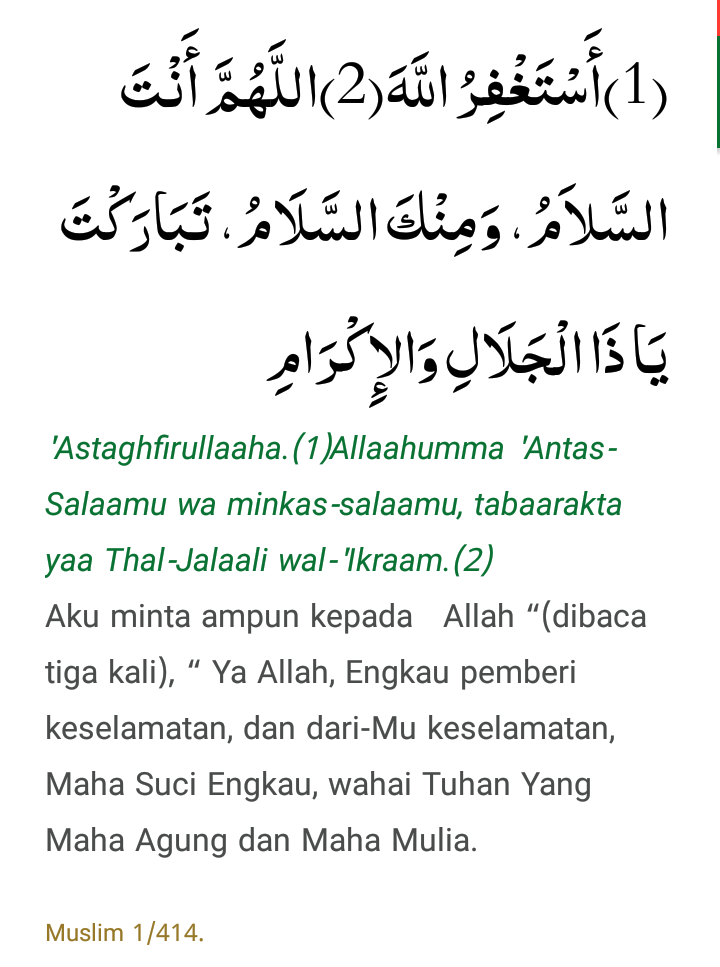 (1)أَسْتَغْفِرُ اللَّهَ(2)اللَّهُمَّ أَنْتَ
السَّلاَمُ، وَمِنْكَ السَّلَامُ، تَبَارَكْتَ
يَا ذَا الْجَلَالِ وَالإِكْرَامِ
'Astaghfirullaaha.(1)Allaahumma 'Antas-
Salaamu wa minkas-salaamu, tabaarakta
yaa Thal-Jalaali wal-'Ikraam.(2)
Aku minta ampun kepada Allah “(dibaca
tiga kali), “ Ya Allah, Engkau pemberi
keselamatan, dan dari-Mu keselamatan,
Maha Suci Engkau, wahai Tuhan Yang
Maha Agung dan Maha Mulia.
Muslim 1/414.